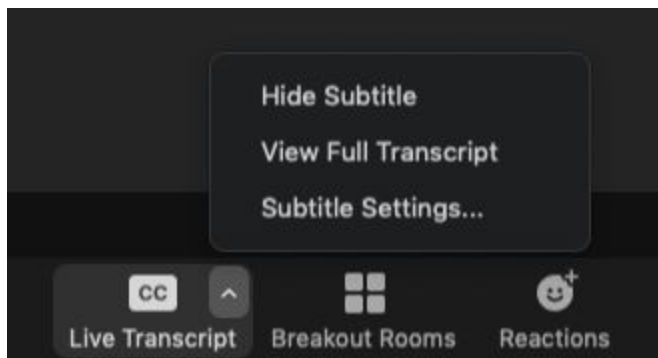 Hide Subtitle
View Full Transcript
Subtitle Settings...
CC
Live Transcript
Breakout Rooms
Reactions